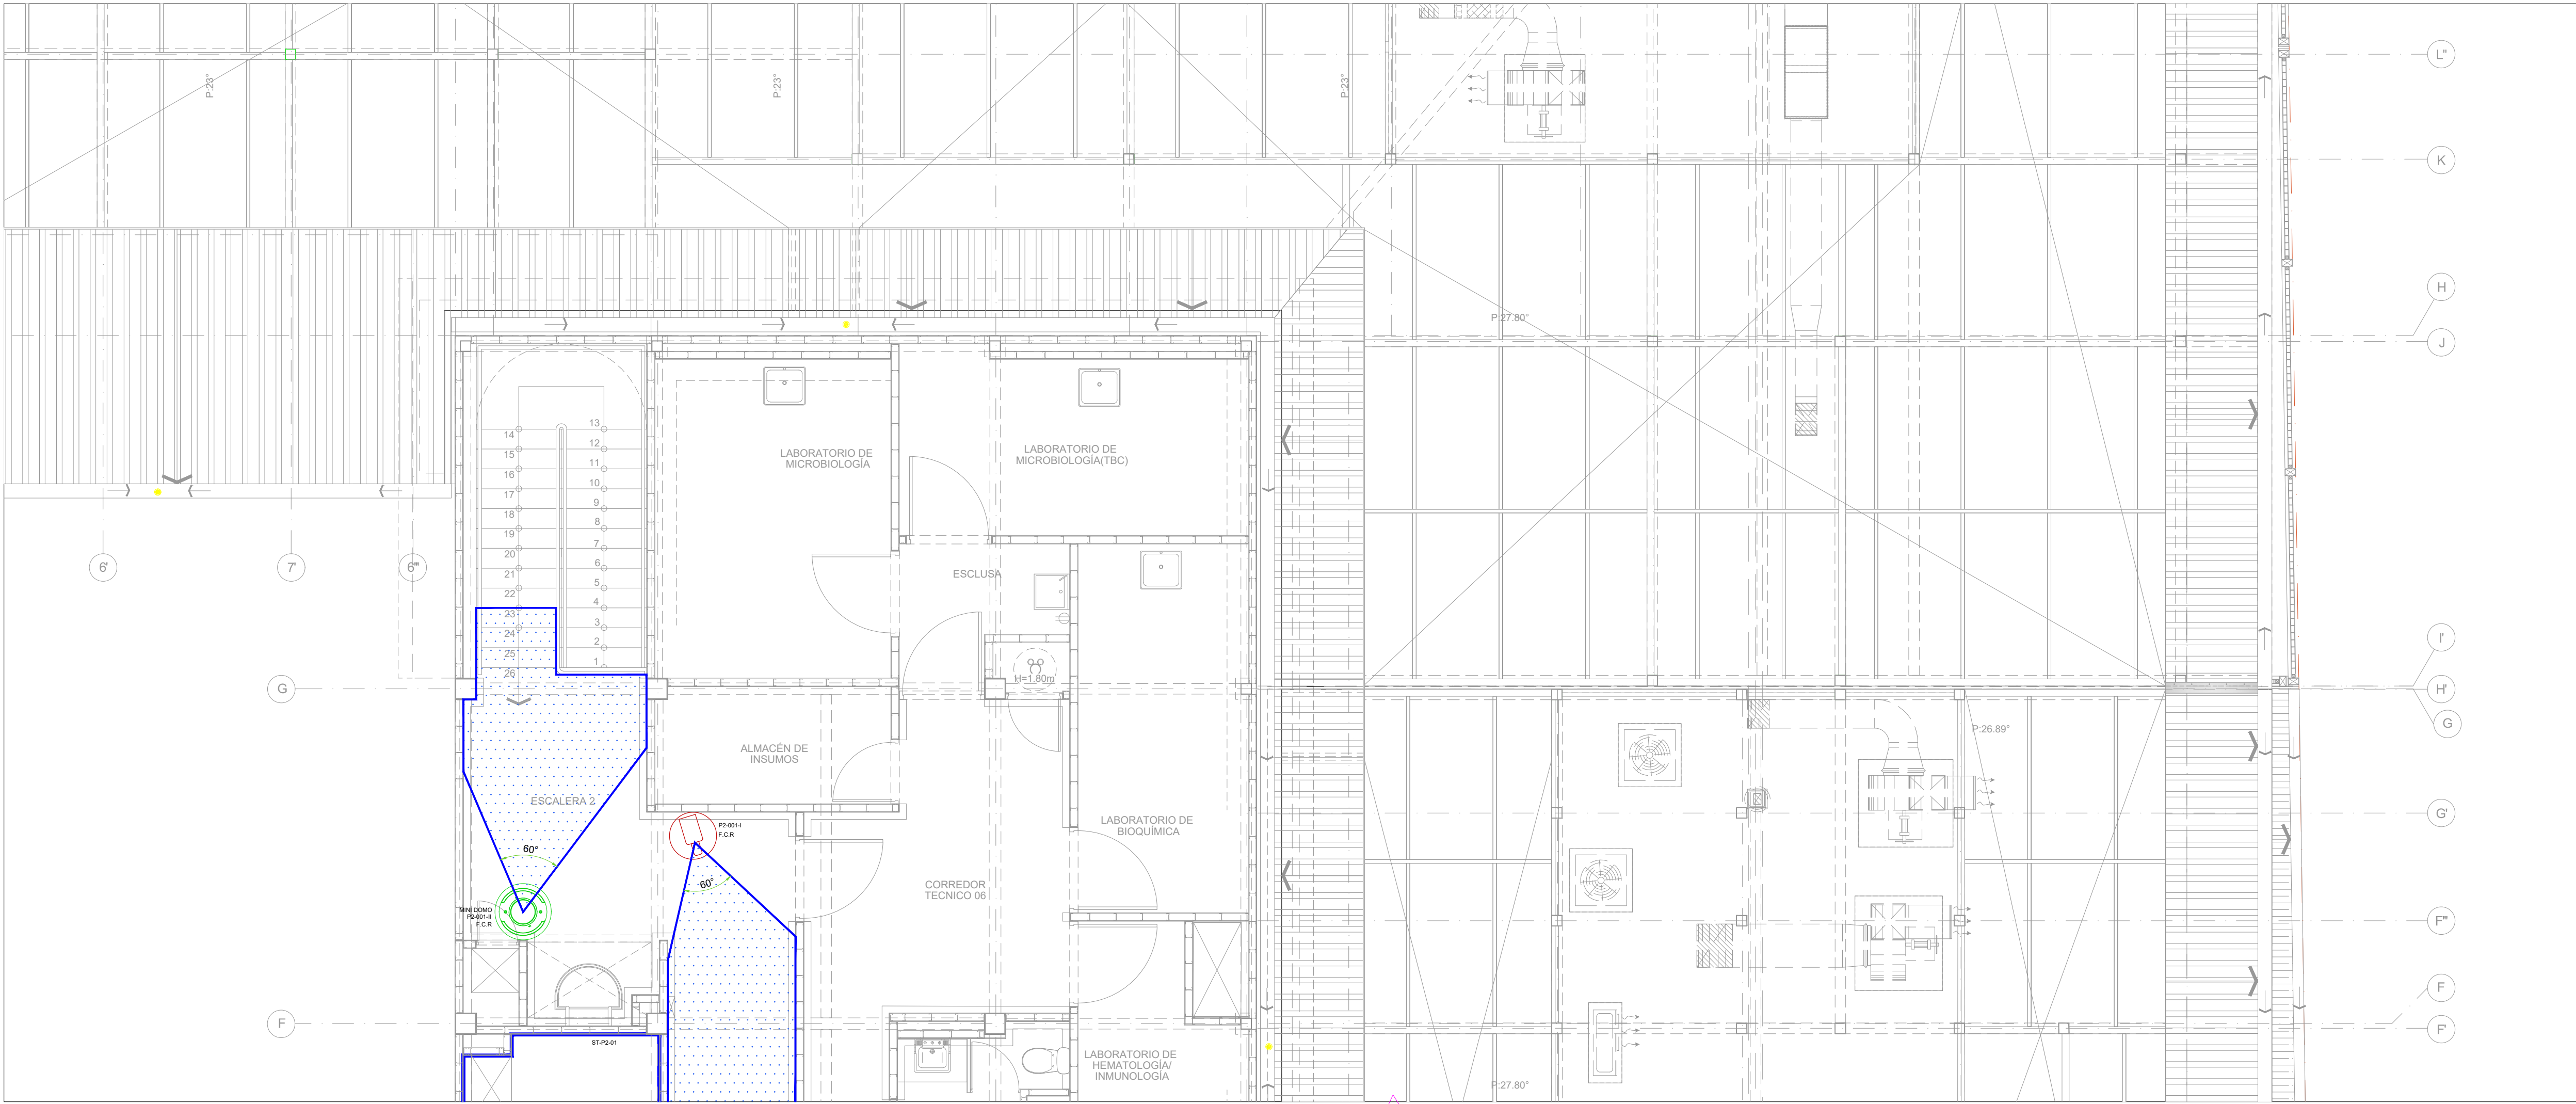 L"
P:23°
P:23°
P:23°
K
H
P:27.80°
J
13
14
12
15
LABORATORIO DE
MICROBIOLOGÍA
LABORATORIO DE
MICROBIOLOGÍA(TBC)
11
16
10
17
9
18
8
19
7
20
6
6'
7'
6'''
ESCLUSA
21
5
22
4
23
3
24
2
25
1
26
I'
H=1.80m
G
H'
G
P:26.89°
ALMACÉN DE
INSUMOS
ESCALERA 2
G'
P2-001-I
F.C.R
LABORATORIO DE
BIOQUÍMICA
60°
60°
CORREDOR
TECNICO 06
MINI DOMO
P2-001-II
F.C.R
F'''
F
F
F'
ST-P2-01
LABORATORIO DE
HEMATOLOGÍA/
INMUNOLOGÍA
P:27.80°